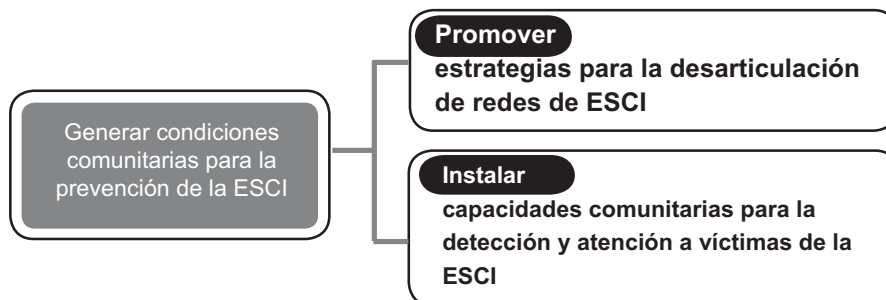 Generar condiciones
comunitarias para la
prevención de la ESCI
Promover
estrategias para la desarticulación
de redes de ESCI
Instalar
capacidades comunitarias para la
detección y atención a víctimas de la
ESCI